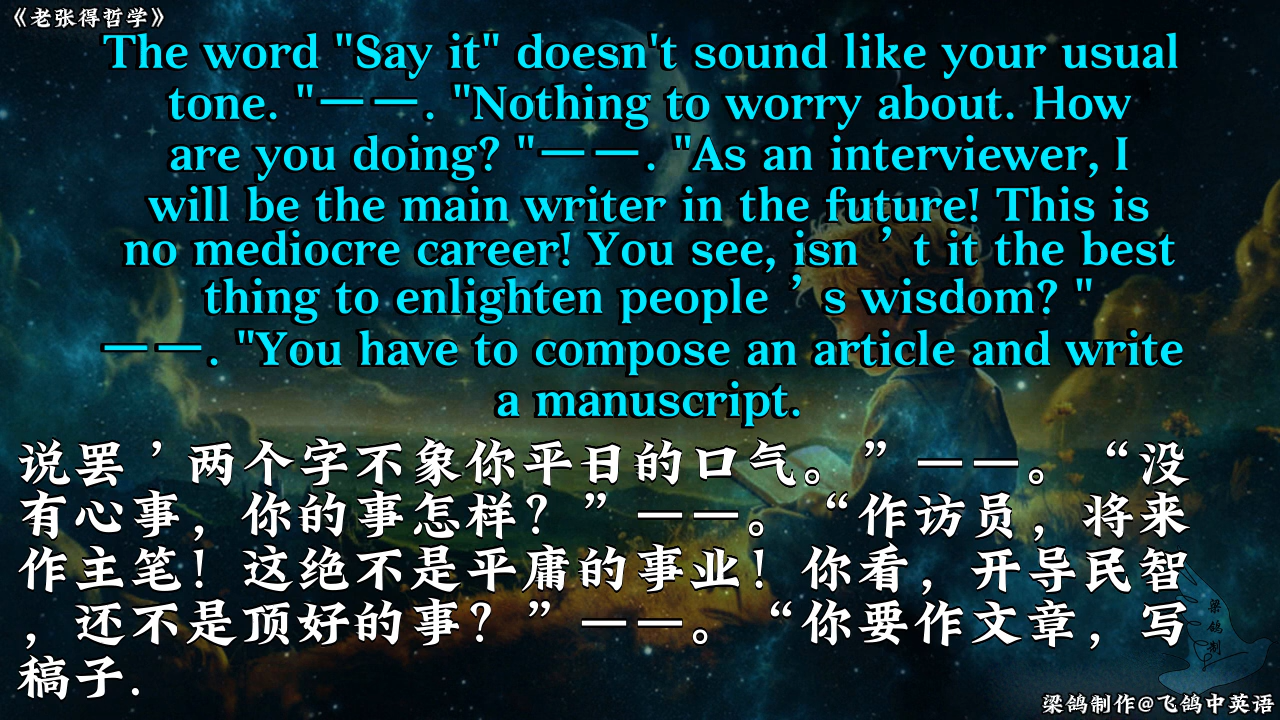 《老张得哲学》
The word "Say it" doesn't sound like your usual
tone. "——. "Nothing to worry about. How
are you doing? "——. "As an interviewer, I
will be the main writer in the future! This is
no mediocre career! You see, isn ’ t it the best
thing to enlighten people ’ s wisdom? "
——. "You have to compose an article and write
a manuscript.
说罢 ’ 两个字不象你平日的口气。” ——。“没
有心事，你的事怎样？” ——。“作访员，将来
作主笔！这绝不是平庸的事业！你看，开导民智
，还不是顶好的事？” ——。“你要作文章，写
稿子.
梁鸽制
梁鸽制作@飞鸽中英语